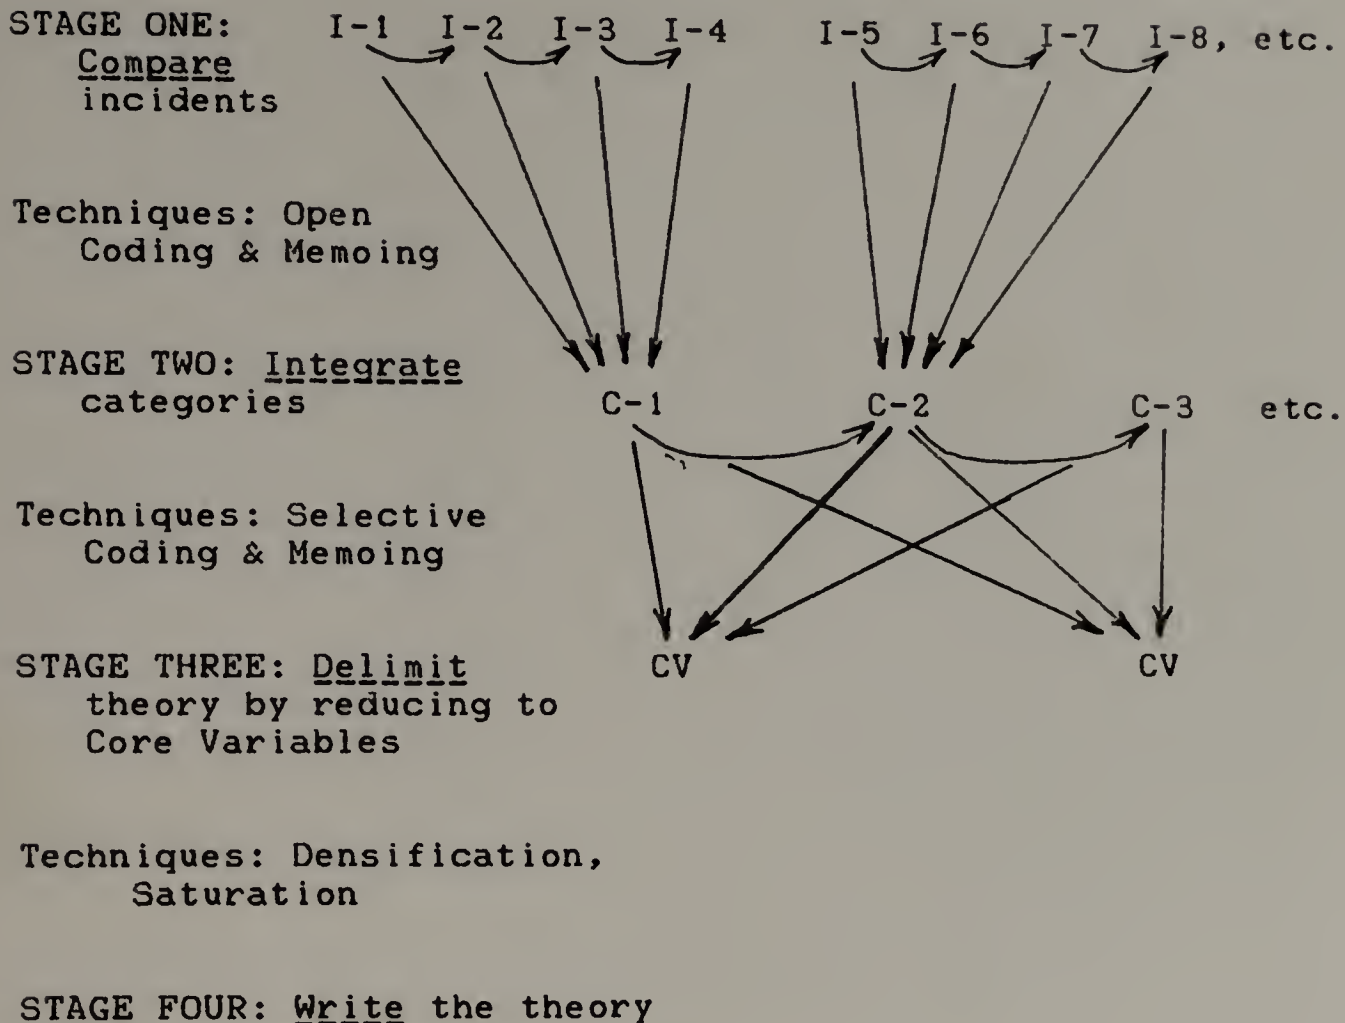 STAGE ONE: I-1 I-2 I-3 I-4 I-5 I-6 I-7 I-8, etc.
Compare
incidents
Techniques: Open
Coding & Memoing
STAGE TWO: Integrate
categories C-1 C-2 C-3 etc.
Techniques: Selective
Coding & Memoing
STAGE THREE: Delimit CV CV
theory by reducing to
Core Variables
Techniques: Densification,
Saturation
STAGE FOUR: Write the theory